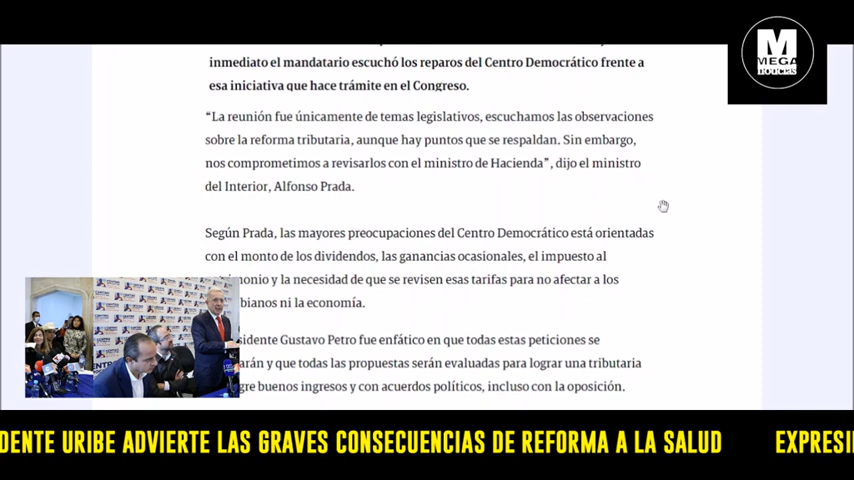 inmediato el mandatario escuchó los reparos del Centro Democrático frente a
esa iniciativa que hace trámite en el Congreso.
MEGA
NOTICIAS
“La reunión fue únicamente de temas legislativos, escuchamos las observaciones
sobre la reforma tributaria, aunque hay puntos que se respaldan. Sin embargo,
nos comprometimos a revisarlos con el ministro de Hacienda”, dijo el ministro
del Interior, Alfonso Prada.
Según Prada, las mayores preocupaciones del Centro Democrático está orientadas
con el monto de los dividendos, las ganancias ocasionales, el impuesto al
trimonio y la necesidad de que se revisen esas tarifas para no afectar a los
bianos ni la economía.
sidente Gustavo Petro fue enfático en que todas estas peticiones se
arán y que todas las propuestas serán evaluadas para lograr una tributaria
gre buenos ingresos y con acuerdos políticos, incluso con la oposición.
DENTE URIBE ADVIERTE LAS GRAVES CONSECUENCIAS DE REFORMA A LA SALUD EXPRESI